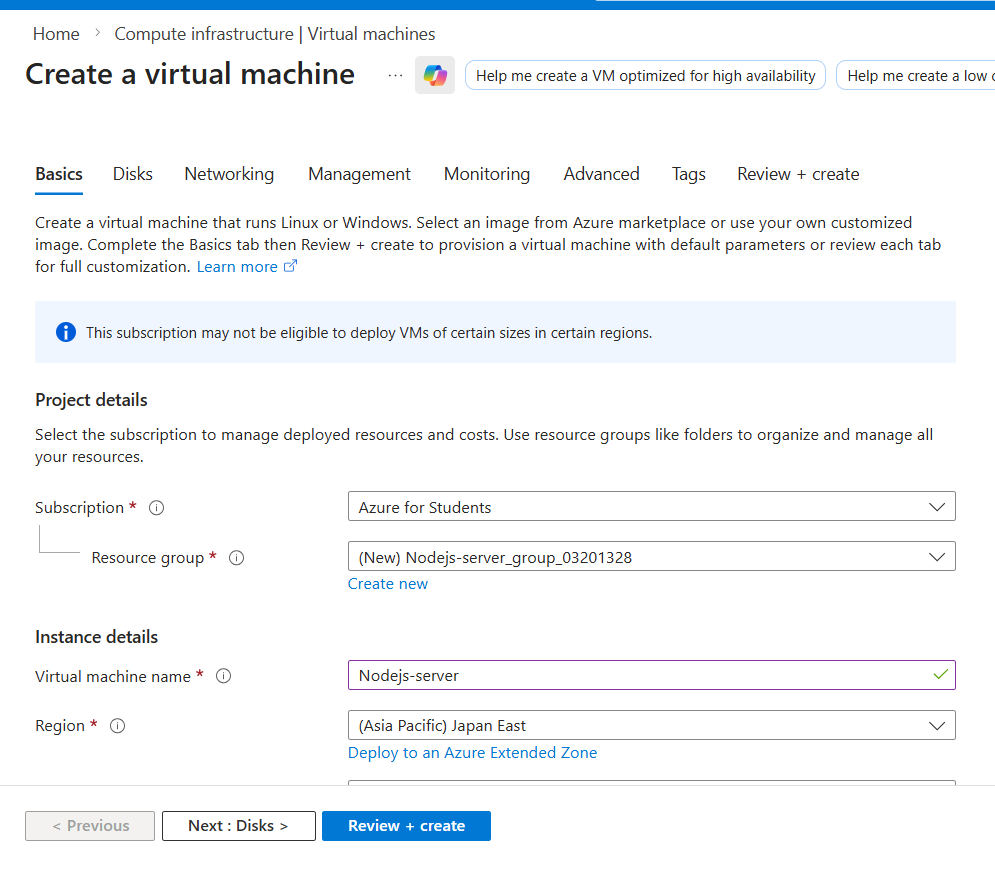 Home > Compute infrastructure | Virtual machines
Create a virtual machine ...
Help me create a VM optimized for high availability
Help me create a low
Basics Disks Networking Management Monitoring Advanced Tags Review + create
Create a virtual machine that runs Linux or Windows. Select an image from Azure marketplace or use your own customized
image. Complete the Basics tab then Review + create to provision a virtual machine with default parameters or review each tab
for full customization. Learn more
This subscription may not be eligible to deploy VMs of certain sizes in certain regions.
Project details
Select the subscription to manage deployed resources and costs. Use resource groups like folders to organize and manage all
your resources.
Subscription * Azure for Students
Resource group * (New) Nodejs-server_group_03201328
Create new
Instance details
Virtual machine name * Nodejs-server
Region * (Asia Pacific) Japan East
Deploy to an Azure Extended Zone
< Previous Next : Disks > Review + create